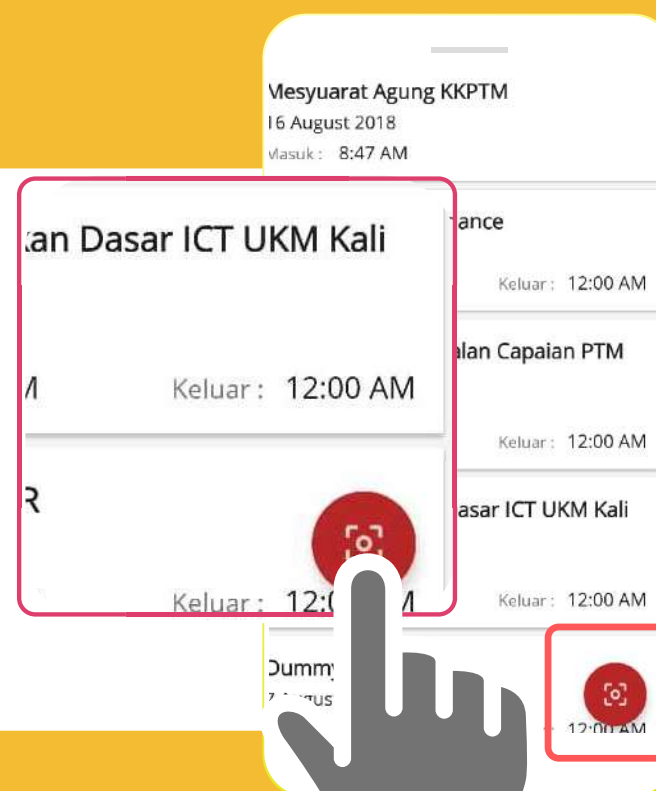 Mesyuarat Agung KKPTM
16 August 2018
Masuk : 8:47 AM
ance
Keluar : 12:00 AM
alan Capaian PTM
Keluar : 12:00 AM
asar ICT UKM Kali
Keluar : 12:00 AM
Dummy
12:00 AM
kan Dasar ICT UKM Kali
M
Keluar : 12:00 AM
R
Keluar :